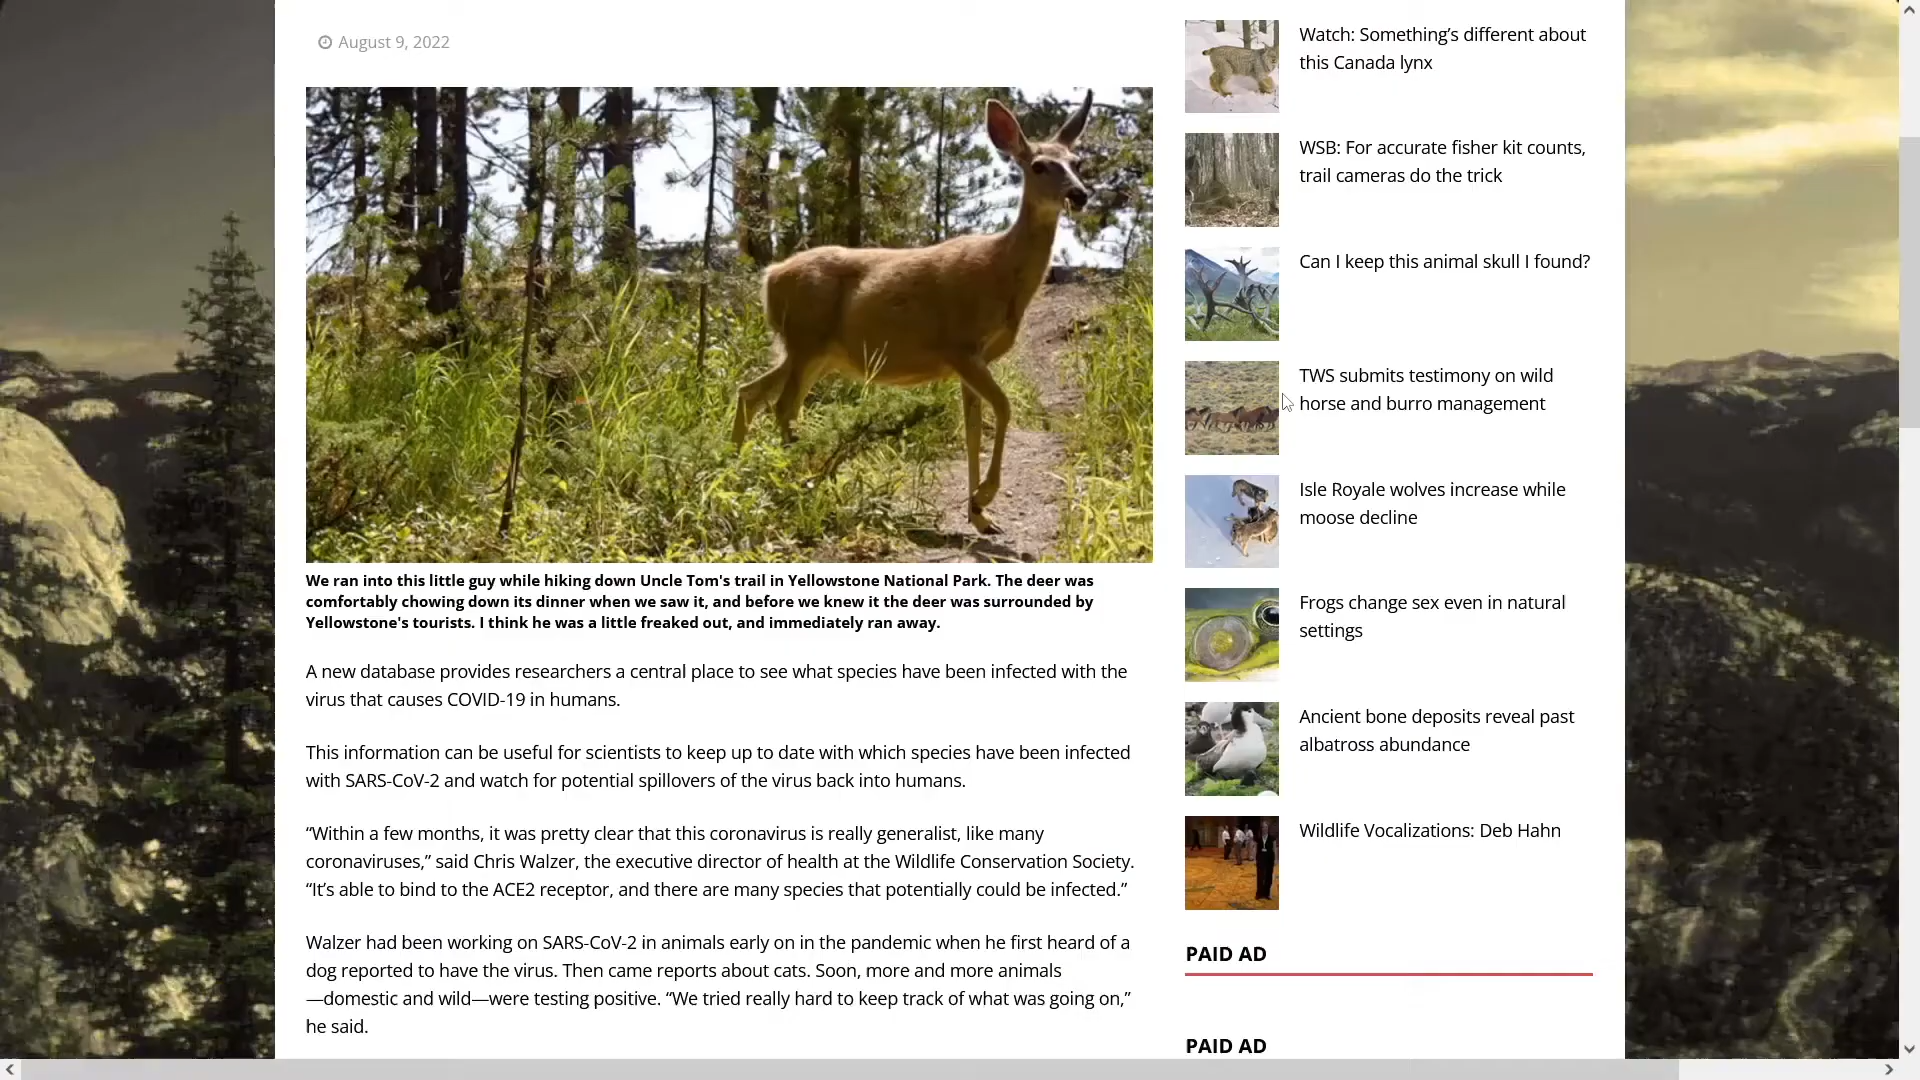 August 9, 2022
We ran into this little guy while hiking down Uncle Tom's trail in Yellowstone National Park. The deer was
comfortably chowing down its dinner when we saw it, and before we knew it the deer was surrounded by
Yellowstone's tourists. I think he was a little freaked out, and immediately ran away.
A new database provides researchers a central place to see what species have been infected with the
virus that causes COVID-19 in humans.
This information can be useful for scientists to keep up to date with which species have been infected
with SARS-CoV-2 and watch for potential spillovers of the virus back into humans.
“Within a few months, it was pretty clear that this coronavirus is really generalist, like many
coronaviruses,” said Chris Walzer, the executive director of health at the Wildlife Conservation Society.
“It’s able to bind to the ACE2 receptor, and there are many species that potentially could be infected.”
Walzer had been working on SARS-CoV-2 in animals early on in the pandemic when he first heard of a
dog reported to have the virus. Then came reports about cats. Soon, more and more animals
—domestic and wild—were testing positive. “We tried really hard to keep track of what was going on,”
he said.
Watch: Something’s different about
this Canada lynx
WSB: For accurate fisher kit counts,
trail cameras do the trick
Can I keep this animal skull I found?
TWS submits testimony on wild
horse and burro management
Isle Royale wolves increase while
moose decline
Frogs change sex even in natural
settings
Ancient bone deposits reveal past
albatross abundance
Wildlife Vocalizations: Deb Hahn
PAID AD
PAID AD